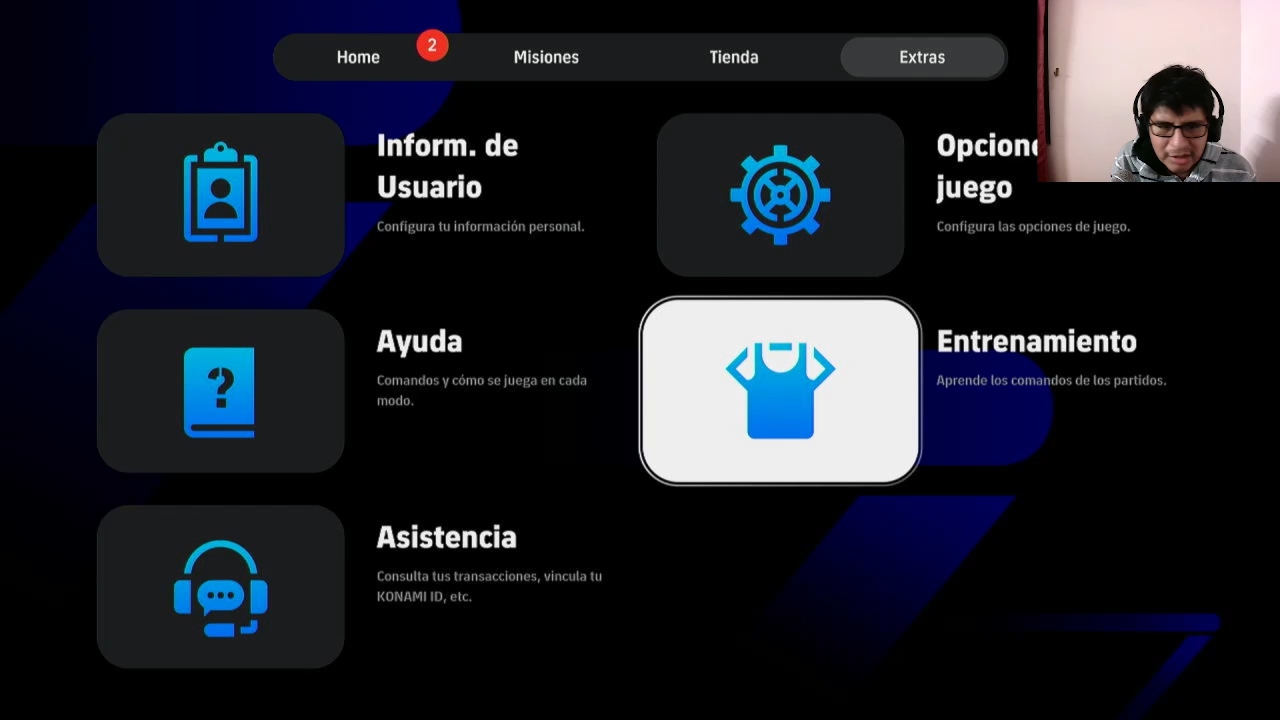 Home
2
Misiones
Tienda
Extras
Inform. de
Usuario
Configura tu información personal.
juego
Configura las opciones de juego.
Ayuda
Comandos y cómo se juega en cada
modo.
Entrenamiento
Aprende los comandos de los partidos.
Asistencia
Consulta tus transacciones, vincula tu
KONAMI ID, etc.